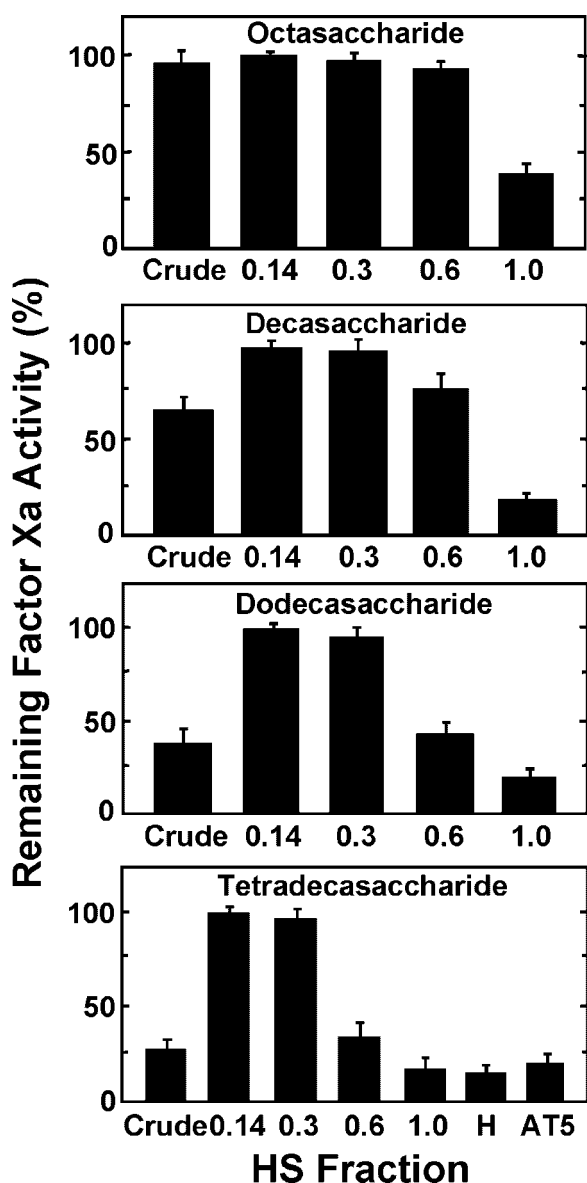 Remaining Factor Xa Activity (%)
Octasaccharide
100
50
0
Crude 0.14 0.3 0.6 1.0
Decasaccharide
100
50
0
Crude 0.14 0.3 0.6 1.0
Dodecasaccharide
100
50
0
Crude 0.14 0.3 0.6 1.0
Tetradecasaccharide
100
50
0
Crude 0.14 0.3 0.6 1.0 H AT5
HS Fraction